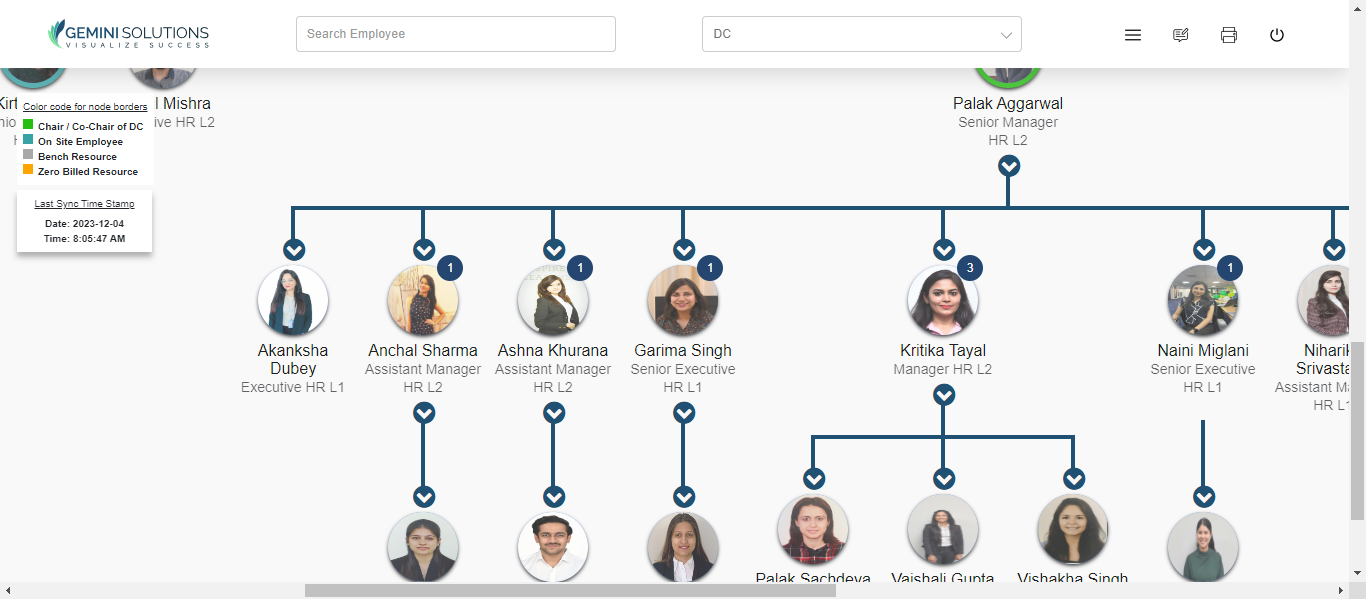 GEMINI SOLUTIONS
VISUALIZE SUCCESS
Search Employee
DC
l Mishra
ive HR L2
Color code for node borders
Chair / Co-Chair of DC
On Site Employee
Bench Resource
Zero Billed Resource
Last Sync Time Stamp
Date: 2023-12-04
Time: 8:05:47 AM
Palak Aggarwal
Senior Manager
HR L2
1
1
1
3
1
Akanksha
Dubey
Executive HR L1
Anchal Sharma
Assistant Manager
HR L2
Ashna Khurana
Assistant Manager
HR L2
Garima Singh
Senior Executive
HR L1
Kritika Tayal
Manager HR L2
Naini Miglani
Senior Executive
HR L1
Niharik
Srivasta
Assistant Ma
HR L1
Palak Sachdeva
Vaishali Gupta
Vishakha Singh